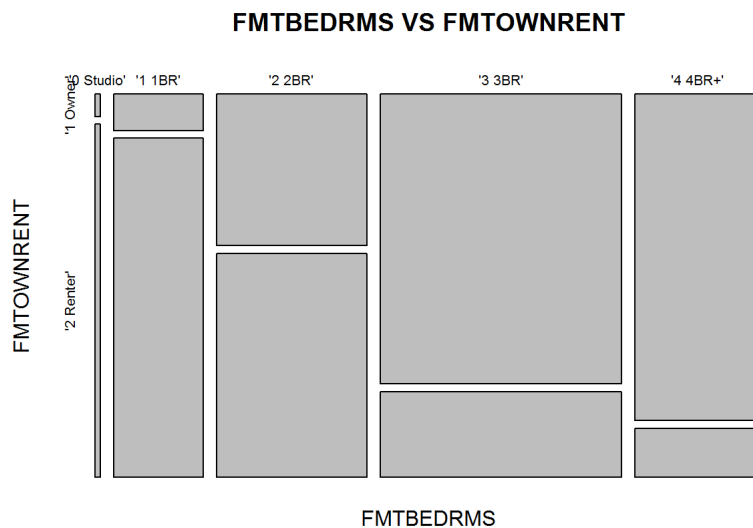 FMTBEDRMS VS FMTOWNRENT
'0 Studio' '1 1BR' '2 2BR' '3 3BR' '4 4BR+'
'1 Owner'
'2 Renter'
FMTOWNRENT
FMTBEDRMS